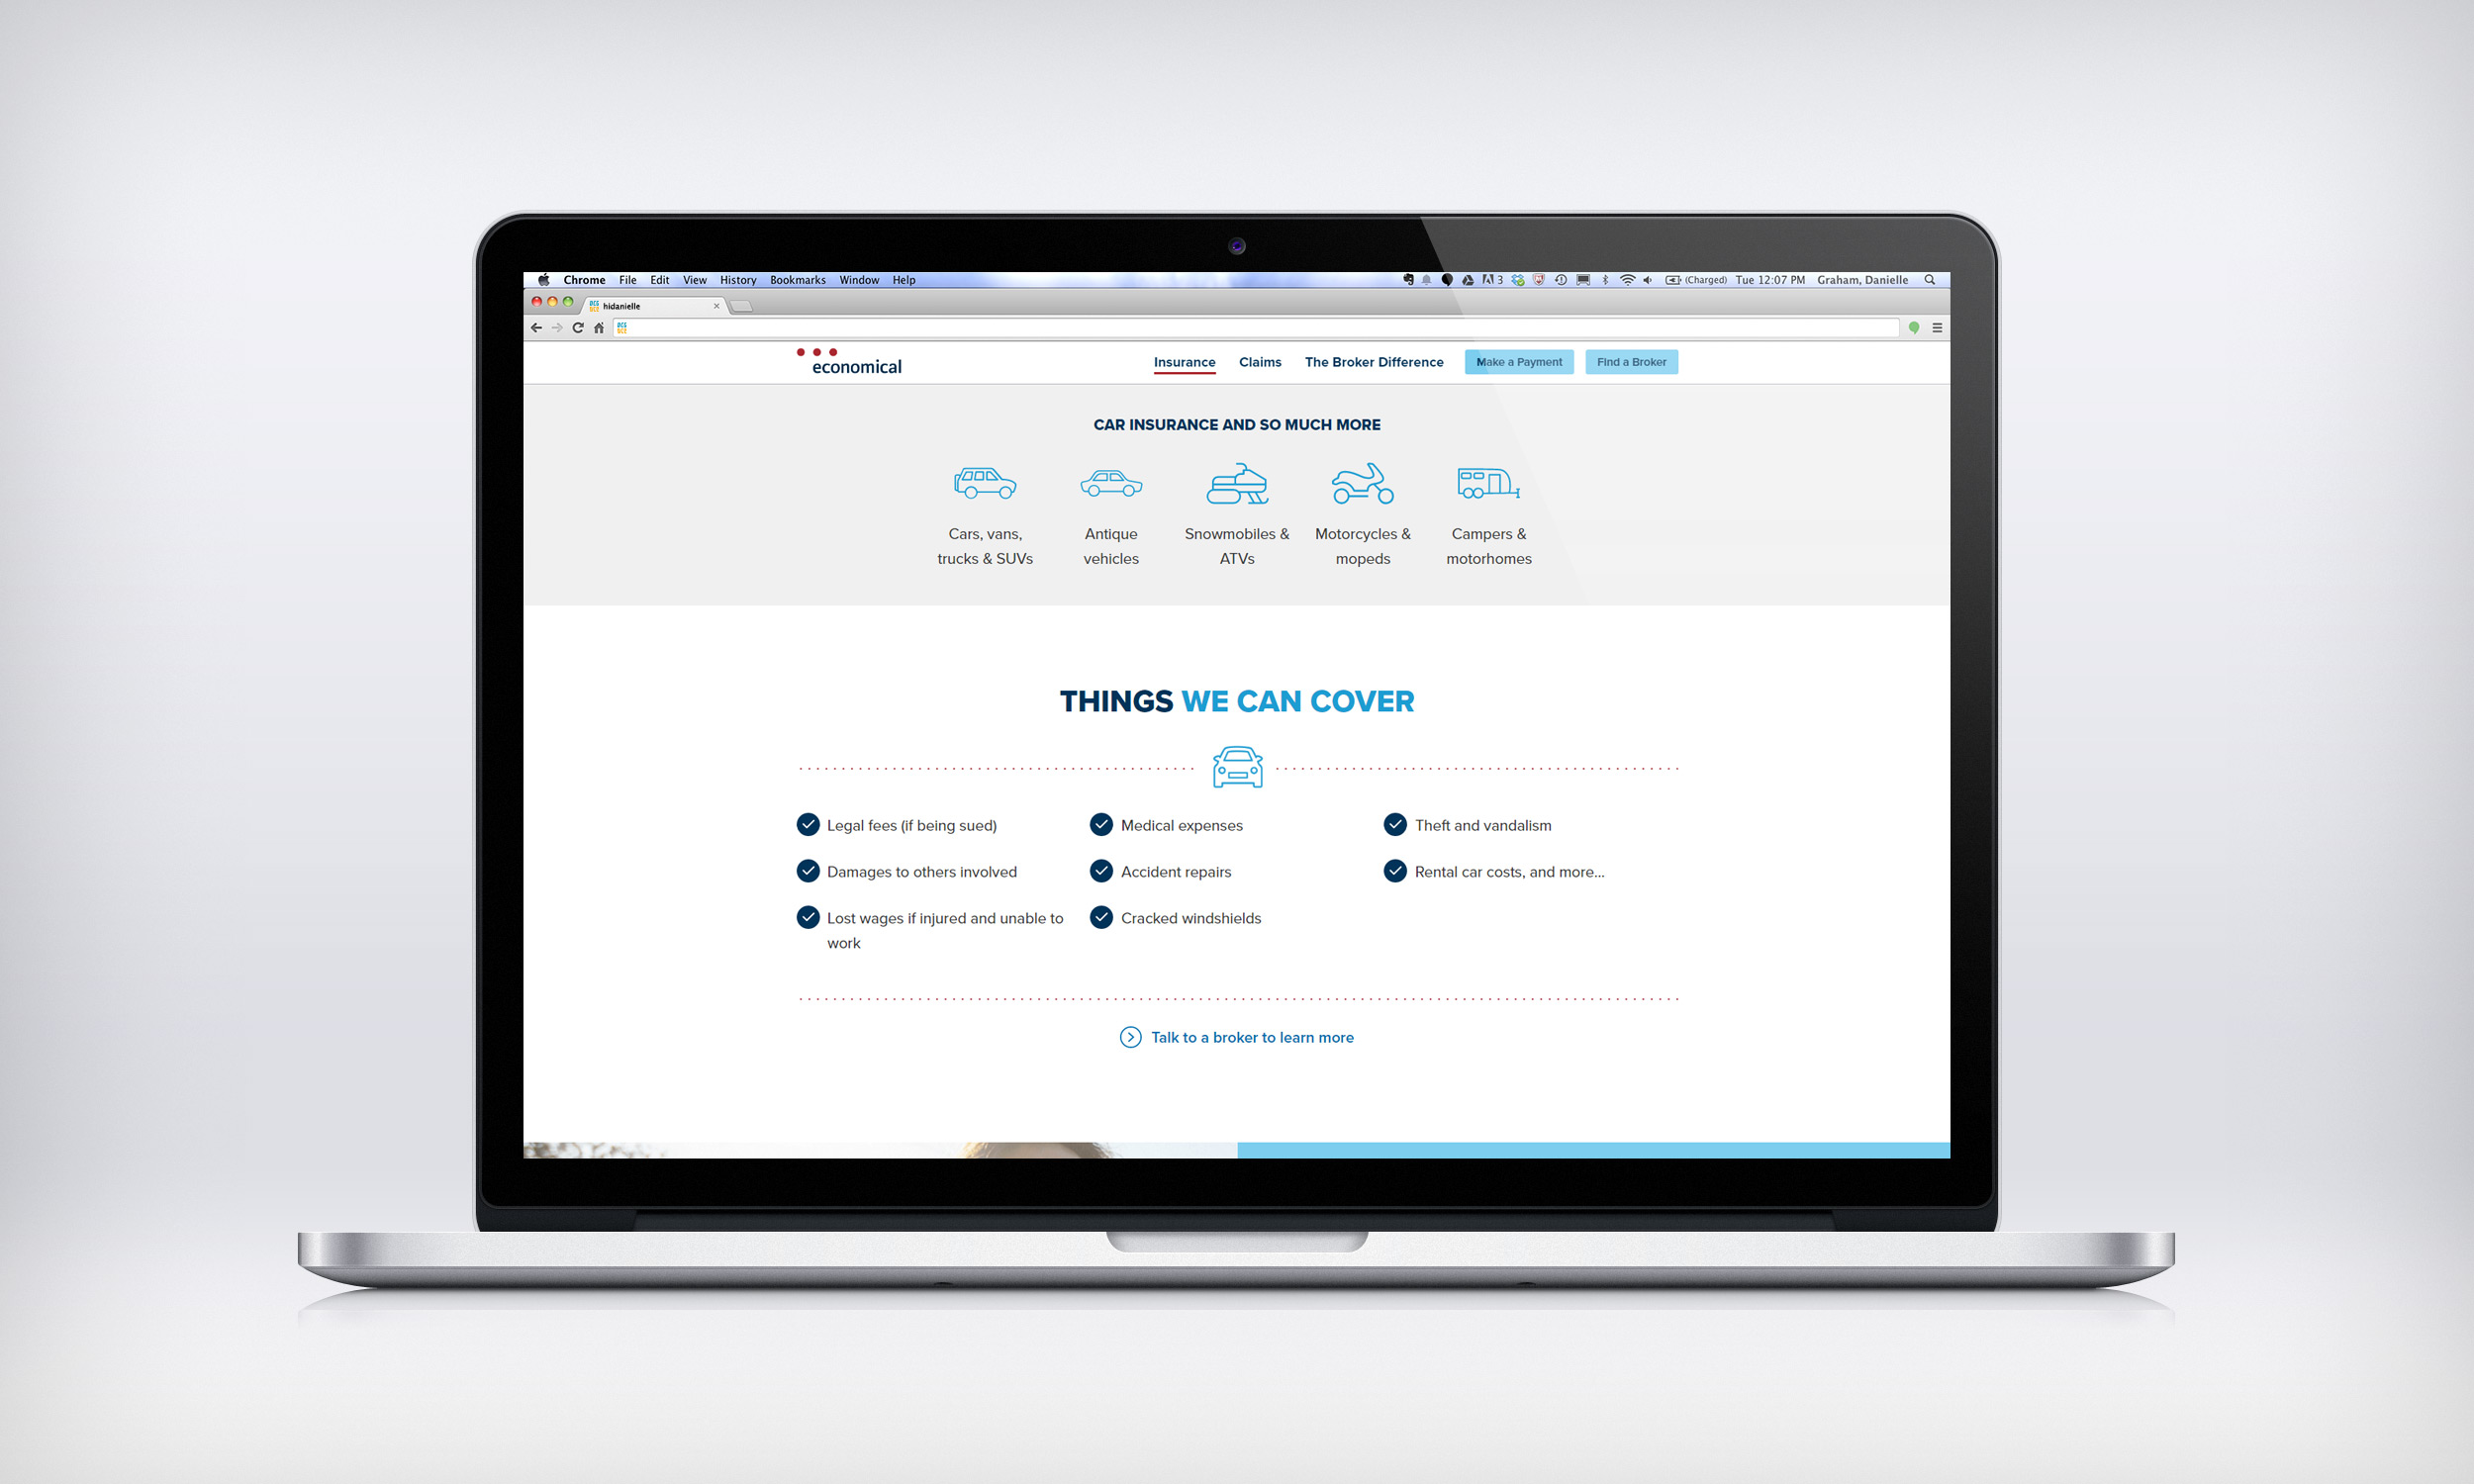 Chrome File Edit View History Bookmarks Window Help 3 (Charged) Tue 12:07 PM Graham, Danielle
hidanielle
economical Insurance Claims The Broker Difference Make a Payment Find a Broker
CAR INSURANCE AND SO MUCH MORE
Cars, vans, trucks & SUVs
Antique vehicles
Snowmobiles & ATVs
Motorcycles & mopeds
Campers & motorhomes
THINGS WE CAN COVER
Legal fees (if being sued)
Damages to others involved
Lost wages if injured and unable to
work
Medical expenses
Accident repairs
Cracked windshields
Theft and vandalism
Rental car costs, and more...
Talk to a broker to learn more